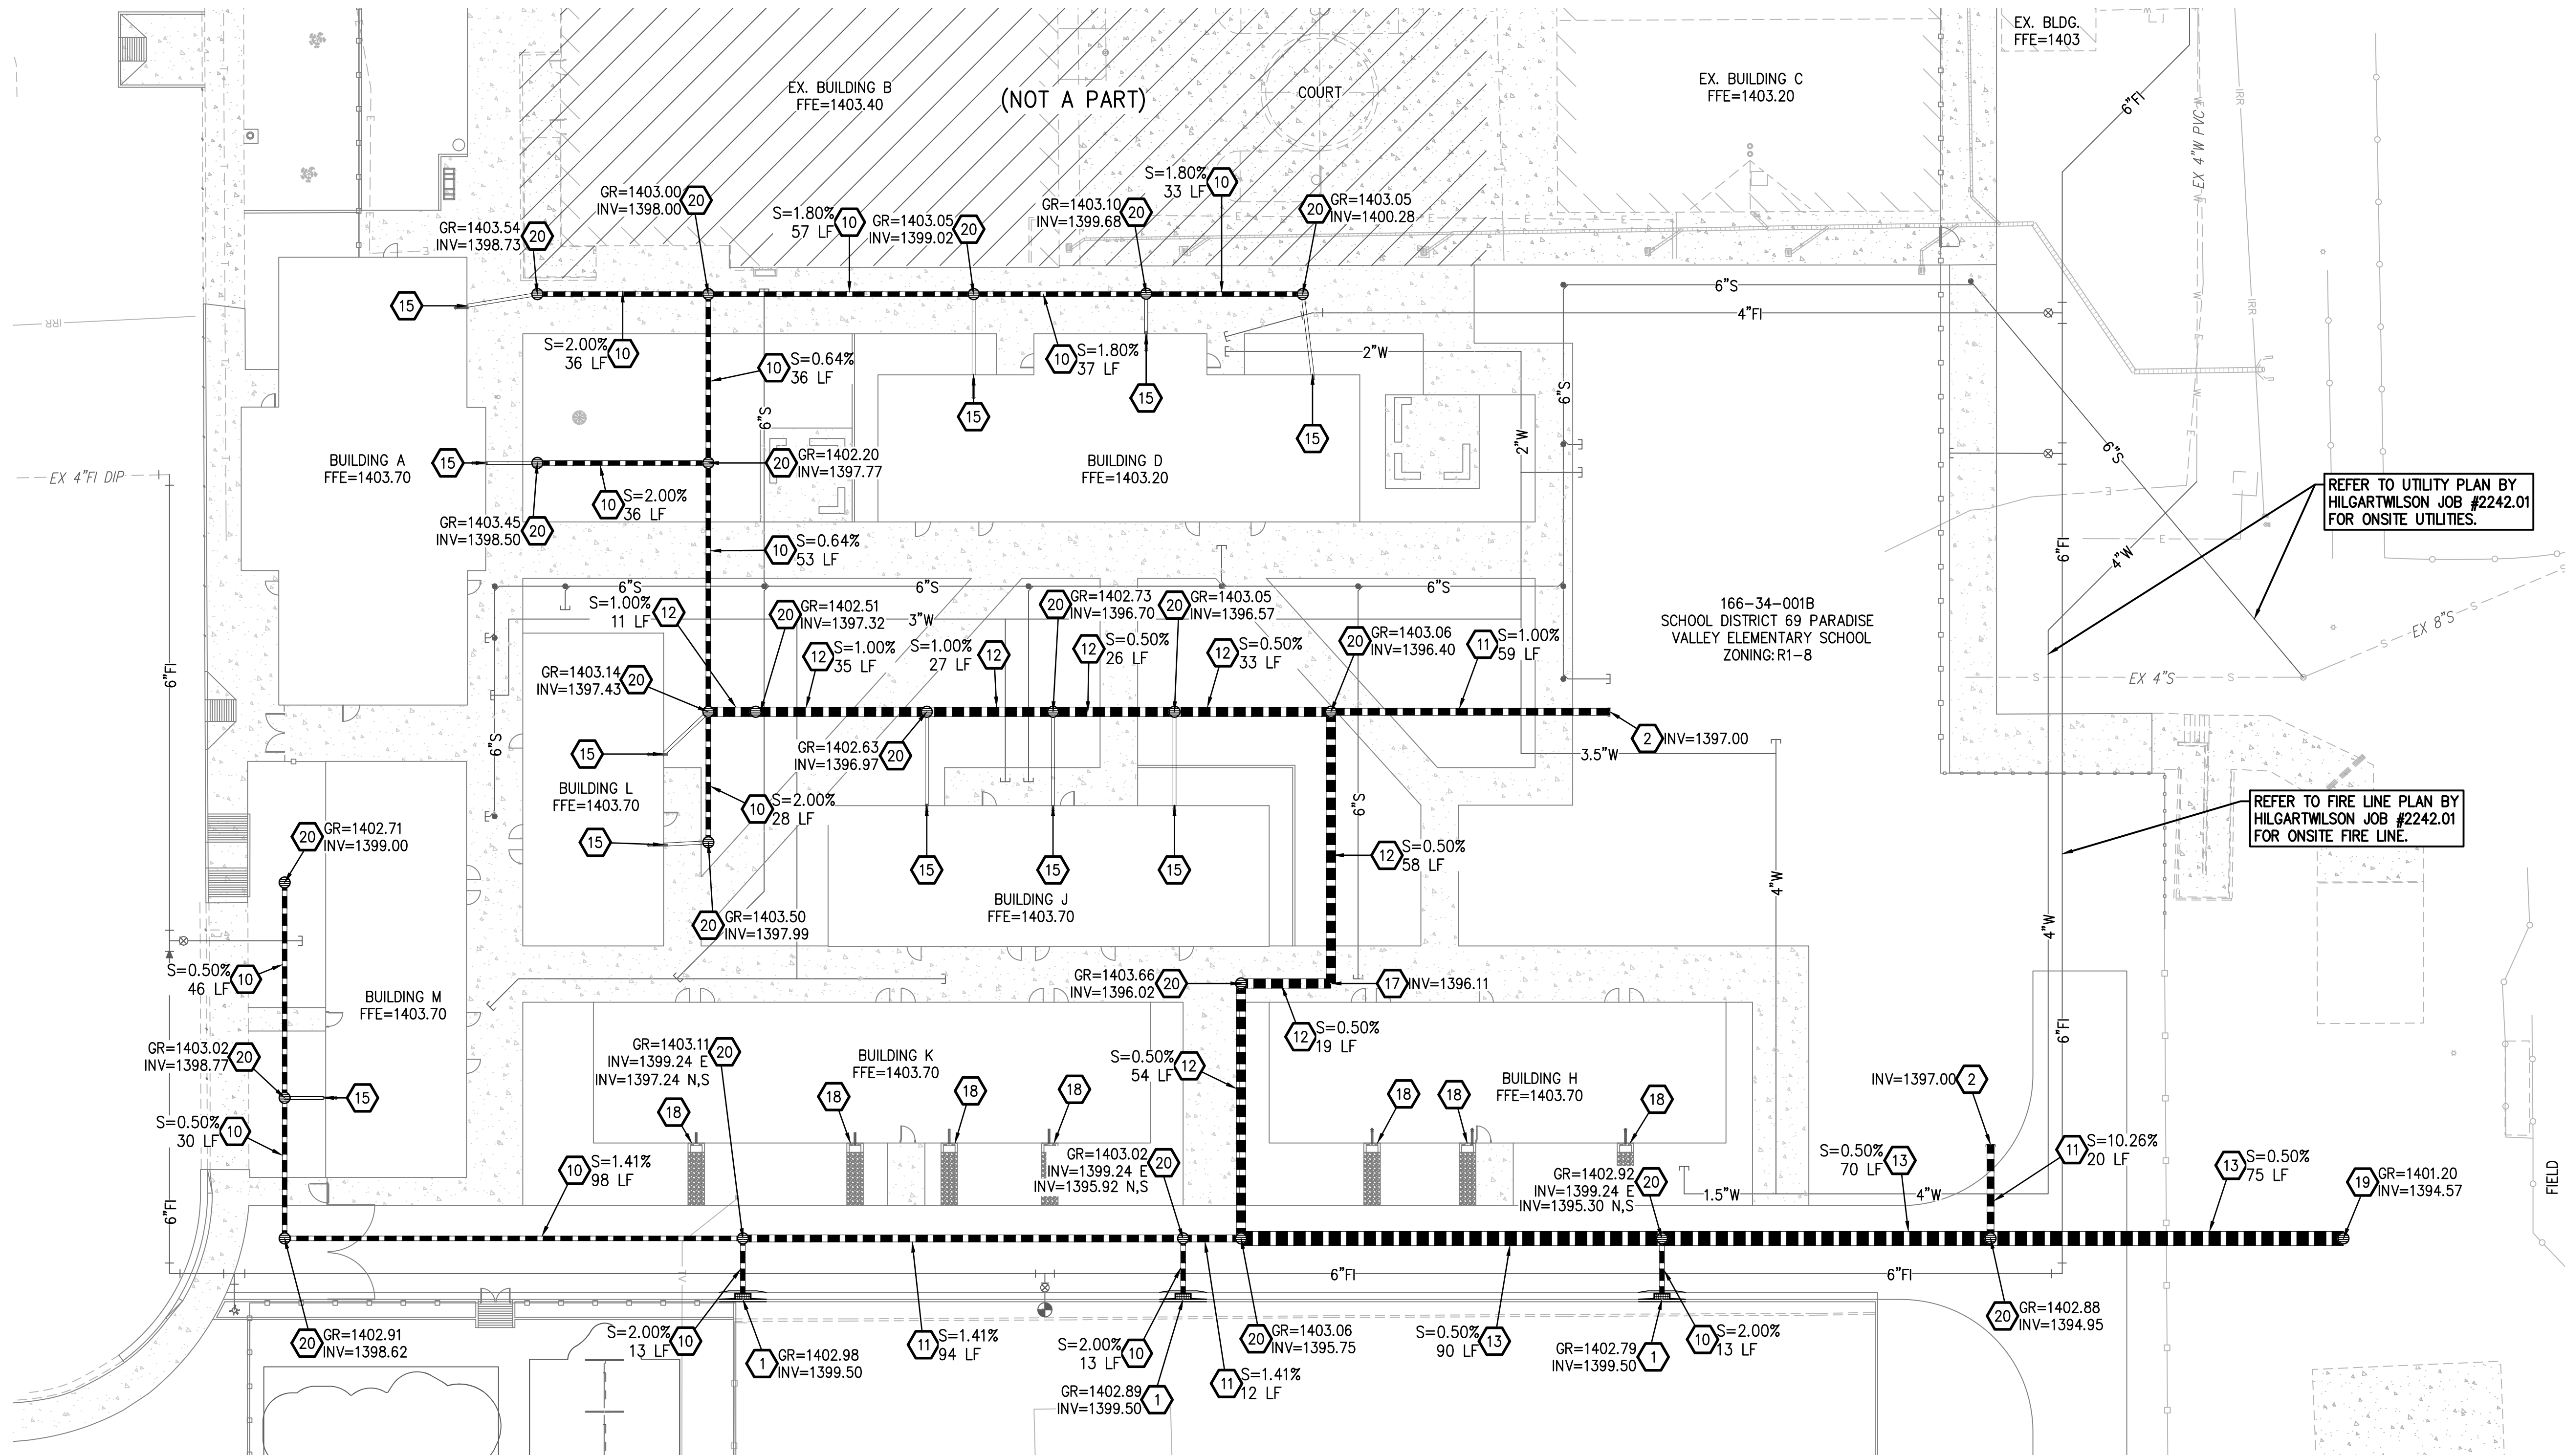 EX. BLDG.
FFE=1403
EX. BUILDING B
FFE=1403.40
(NOT A PART)
COURT
EX. BUILDING C
FFE=1403.20
6"FI
EX 4"W PVC
IRR
GR=1403.54
INV=1398.73
20
GR=1403.00
INV=1398.00
20
S=1.80%
57 LF
10
GR=1403.05
INV=1399.02
20
GR=1403.10
INV=1399.68
20
S=1.80%
33 LF
10
20
GR=1403.05
INV=1400.28
15
IRR
IRR
S=2.00%
36 LF
10
10
S=0.64%
36 LF
10
S=1.80%
37 LF
15
15
15
6"S
4"FI
2"W
6"S
6"S
2"W
6"S
EX 4"FI DIP
BUILDING A
FFE=1403.70
15
20
GR=1402.20
INV=1397.77
BUILDING D
FFE=1403.20
10
S=2.00%
36 LF
GR=1403.45
INV=1398.50
20
10
S=0.64%
53 LF
REFER TO UTILITY PLAN BY
HILGARTWILSON JOB #2242.01
FOR ONSITE UTILITIES.
6"FI
4"W
6"S
6"S
6"S
S=1.00%
11 LF
12
20
GR=1402.51
INV=1397.32
3"W
20
GR=1402.73
INV=1396.70
20
GR=1403.05
INV=1396.57
12
S=1.00%
35 LF
S=1.00%
27 LF
12
12
S=0.50%
26 LF
12
S=0.50%
33 LF
20
GR=1403.06
INV=1396.40
11
S=1.00%
59 LF
166-34-001B
SCHOOL DISTRICT 69 PARADISE
VALLEY ELEMENTARY SCHOOL
ZONING: R1-8
EX 8"S
EX 4"S
6"FI
GR=1403.14
INV=1397.43
20
6"S
15
GR=1402.63
INV=1396.97
20
2
INV=1397.00
3.5"W
BUILDING L
FFE=1403.70
10
S=2.00%
28 LF
15
6"S
REFER TO FIRE LINE PLAN BY
HILGARTWILSON JOB #2242.01
FOR ONSITE FIRE LINE.
20
GR=1402.71
INV=1399.00
15
15
15
12
S=0.50%
58 LF
4"W
BUILDING J
FFE=1403.70
20
GR=1403.50
INV=1397.99
4"W
S=0.50%
46 LF
10
BUILDING M
FFE=1403.70
GR=1403.66
INV=1396.02
20
17
INV=1396.11
12
S=0.50%
19 LF
6"FI
GR=1403.02
INV=1398.77
20
15
GR=1403.11
INV=1399.24 E
INV=1397.24 N,S
20
BUILDING K
FFE=1403.70
S=0.50%
54 LF
12
BUILDING H
FFE=1403.70
INV=1397.00
2
18
18
18
18
18
18
18
S=0.50%
30 LF
10
10
S=1.41%
98 LF
GR=1403.02
INV=1399.24 E
INV=1395.92 N,S
20
GR=1402.92
INV=1399.24 E
INV=1395.30 N,S
20
S=0.50%
70 LF
13
11
S=10.26%
20 LF
13
S=0.50%
75 LF
19
GR=1401.20
INV=1394.57
FIELD
6"FI
1.5"W
4"W
6"FI
6"FI
TV
20
GR=1402.91
INV=1398.62
S=2.00%
13 LF
10
1
GR=1402.98
INV=1399.50
11
S=1.41%
94 LF
S=2.00%
13 LF
10
GR=1402.89
INV=1399.50
1
11
S=1.41%
12 LF
20
GR=1403.06
INV=1395.75
S=0.50%
90 LF
13
GR=1402.79
INV=1399.50
1
10
S=2.00%
13 LF
20
GR=1402.88
INV=1394.95